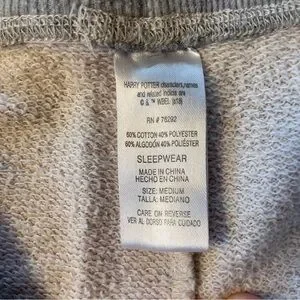 HARRY POTTER characters, names
and related indicia are
© & ™ WBEI. (s18)
RN# 76292
60% COTTON 40% POLYESTER
60% ALGODÓN 40% POLIÉSTER
SLEEPWEAR
MADE IN CHINA
HECHO EN CHINA
SIZE: MEDIUM
TALLA: MEDIANO
CARE ON REVERSE
VER AL DORSO PARA CUIDADO